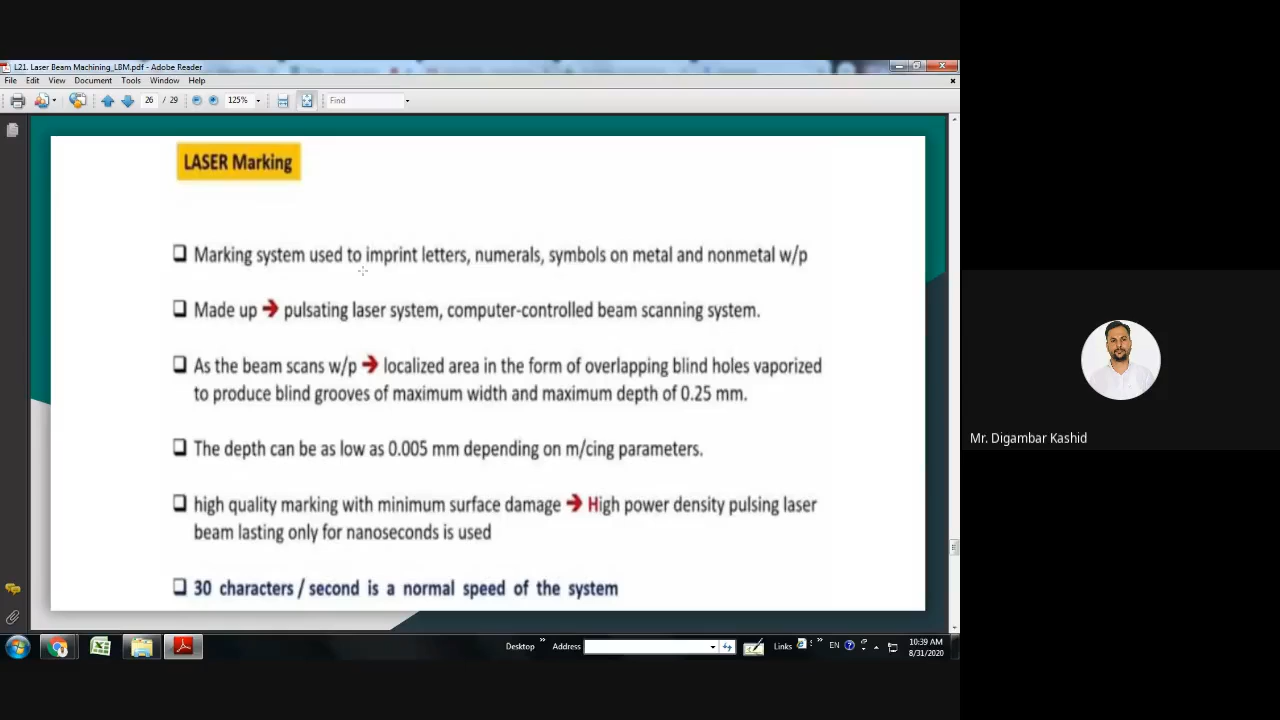 L21. Laser Beam Machining_LBM.pdf - Adobe Reader
File Edit View Document Tools Window Help
26 / 29 125% Find
LASER Marking
Marking system used to imprint letters, numerals, symbols on metal and nonmetal w/p
Made up ➔ pulsating laser system, computer-controlled beam scanning system.
As the beam scans w/p ➔ localized area in the form of overlapping blind holes vaporized
to produce blind grooves of maximum width and maximum depth of 0.25 mm.
The depth can be as low as 0.005 mm depending on m/cing parameters.
high quality marking with minimum surface damage ➔ High power density pulsing laser
beam lasting only for nanoseconds is used
30 characters / second is a normal speed of the system
Mr. Digambar Kashid
Desktop » Address Links » EN 10:39 AM
8/31/2020